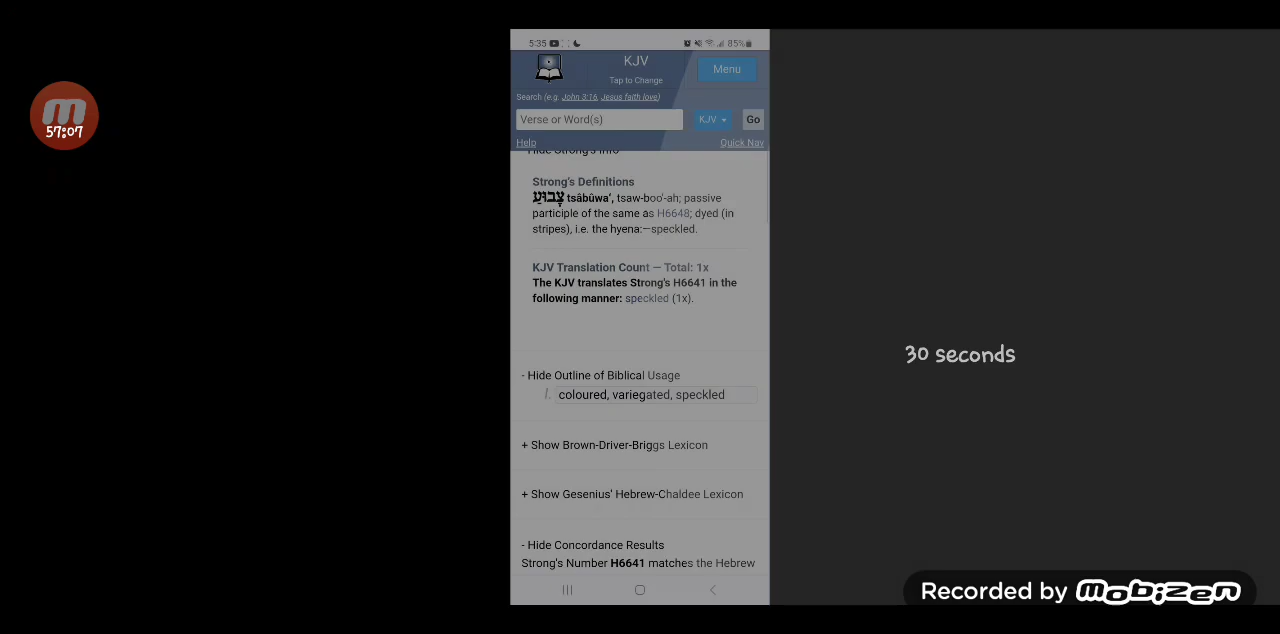 57:07
5:35
85%
KJV
Tap to Change
Menu
Search (e.g. John 3:16, Jesus faith love)
Verse or Word(s)
KJV
Go
Help
Quick Nav
Hide Strong's Info
Strong's Definitions
צָבוּעַ tsâbûwaʻ, tsaw-boo'-ah; passive
participle of the same as H6648; dyed (in
stripes), i.e. the hyena:—speckled.
KJV Translation Count — Total: 1x
The KJV translates Strong's H6641 in the
following manner: speckled (1x).
- Hide Outline of Biblical Usage
I. coloured, variegated, speckled
+ Show Brown-Driver-Briggs Lexicon
+ Show Gesenius' Hebrew-Chaldee Lexicon
- Hide Concordance Results
Strong's Number H6641 matches the Hebrew
30 seconds
Recorded by mobizen